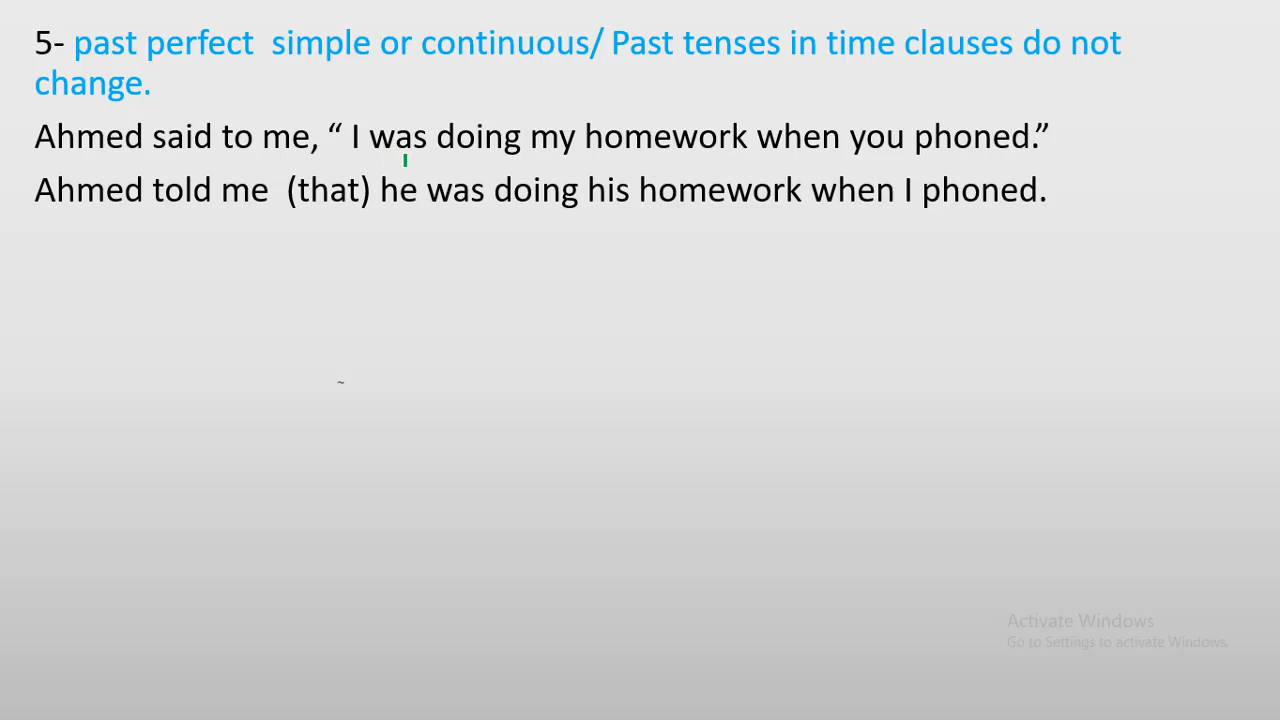 5- past perfect  simple or continuous/ Past tenses in time clauses do not
change.
Ahmed said to me, “ I was doing my homework when you phoned.”
Ahmed told me  (that) he was doing his homework when I phoned.
~
Activate Windows
Go to Settings to activate Windows.